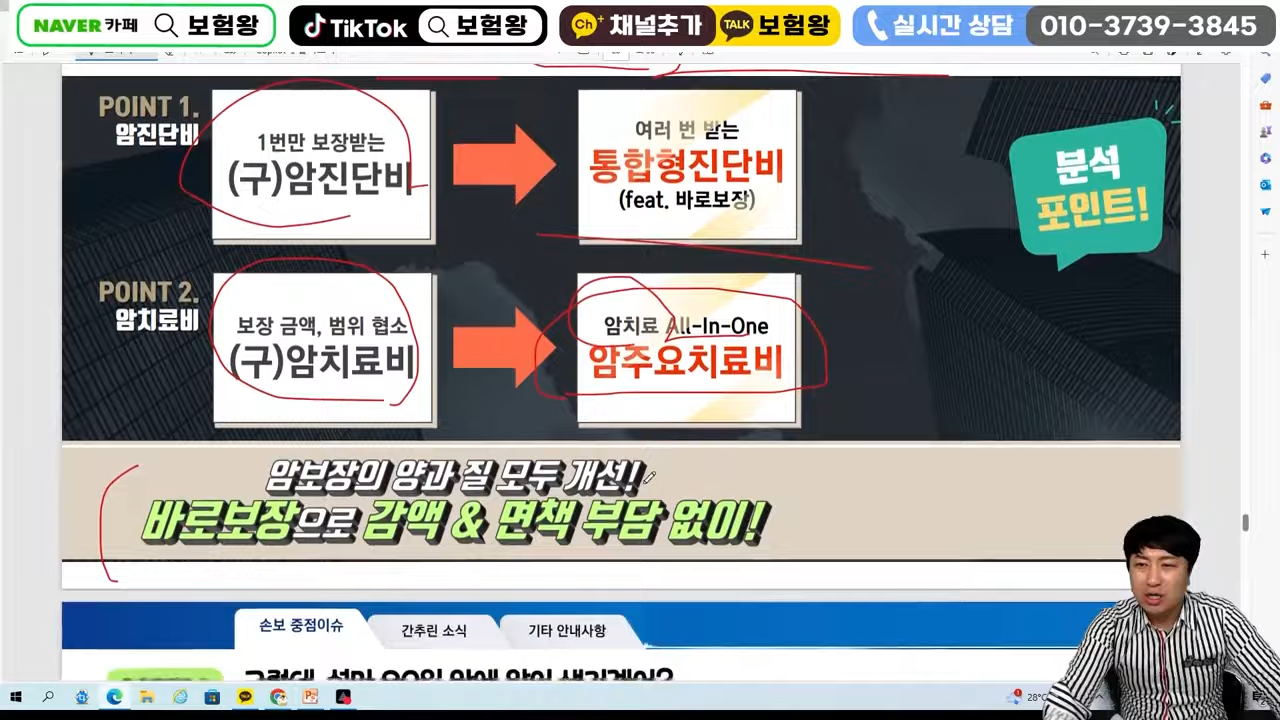 NAVER 카페 보험왕
TikTok 보험왕
Ch+ 채널추가 TALK 보험왕
실시간 상담 010-3739-3845
POINT 1.
암진단비
1번만 보장받는
(구)암진단비
여러 번 받는
통합형진단비
(feat. 바로보장)
분석
포인트!
POINT 2.
암치료비
보장 금액, 범위 협소
(구)암치료비
암치료 All-In-One
암주요치료비
암보장의 양과 질 모두 개선!
바로보장으로 감액 & 면책 부담 없이!
손보 중점이슈
간추린 소식
기타 안내사항
28°C